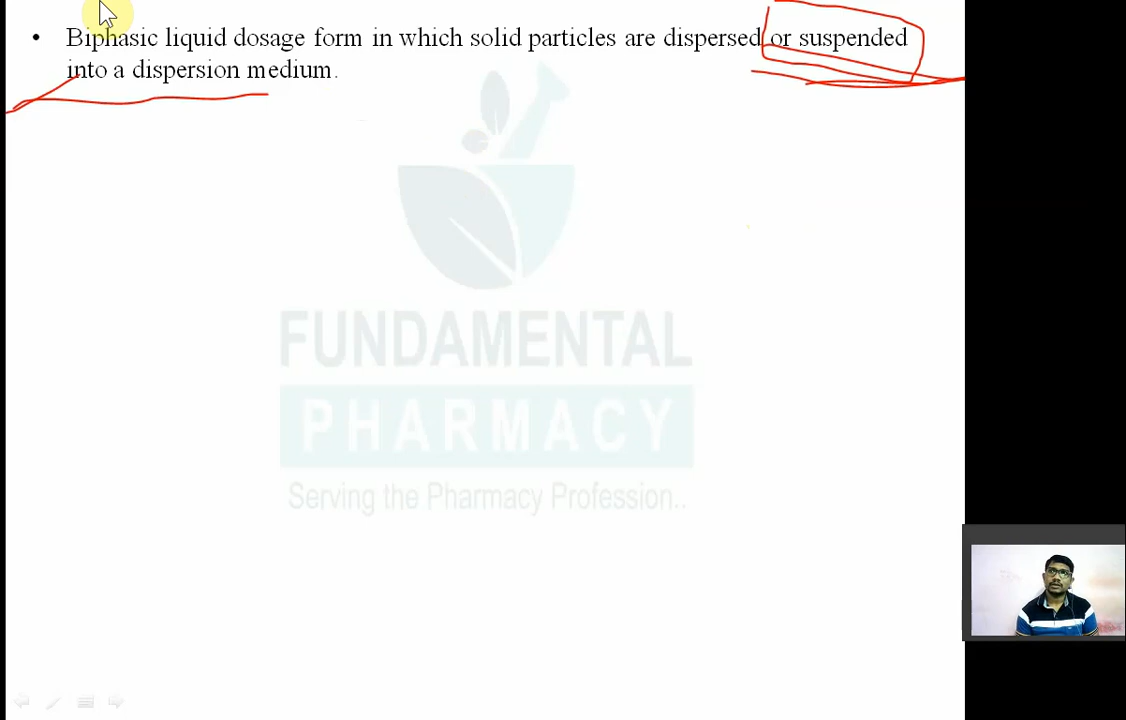 • Biphasic liquid dosage form in which solid particles are dispersed or suspended
into a dispersion medium.
FUNDAMENTAL
PHARMACY
Serving the Pharmacy Profession..